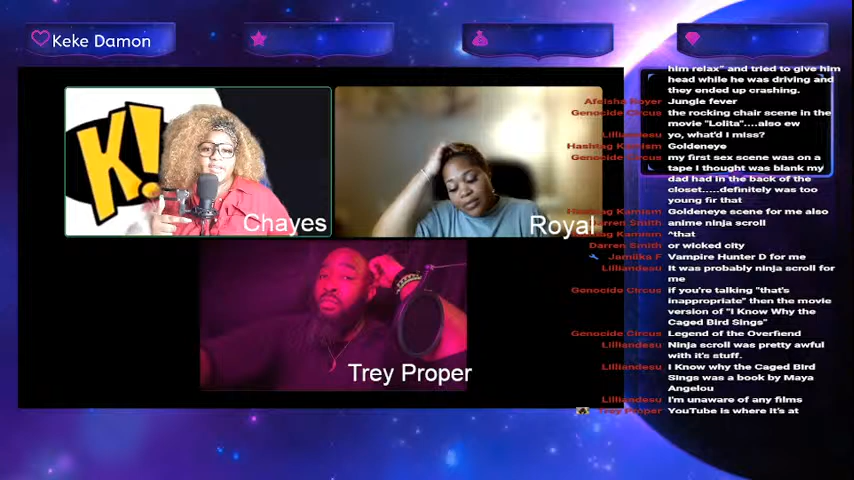 Keke Damon
him relax" and tried to give him
head while he was driving and
they ended up crashing.
Jungle fever
Genocide Circus the rocking chair scene in the
movie "Lolita"....also ew
Lilliandesu yo, what'd I miss?
Hashtag Kamism Goldeneye
Genocide Circus my first sex scene was on a
tape I thought was blank my
dad had in the back of the
closet.....definitely was too
young fir that
Hashtag Kamism Goldeneye scene for me also
Darren Smith anime ninja scroll
Hashtag Kamism ^that
Darren Smith or wicked city
Jamiika F Vampire Hunter D for me
Lilliandesu It was probably ninja scroll for
me
Genocide Circus if you're talking "that's
inappropriate" then the movie
version of "I Know Why the
Caged Bird Sings"
Genocide Circus Legend of the Overfiend
Lilliandesu Ninja scroll was pretty awful
with it's stuff.
Lilliandesu I Know why the Caged Bird
Sings was a book by Maya
Angelou
Lilliandesu I'm unaware of any films
Trey Proper YouTube is where it's at
K!
Chayes
Royal
Trey Proper